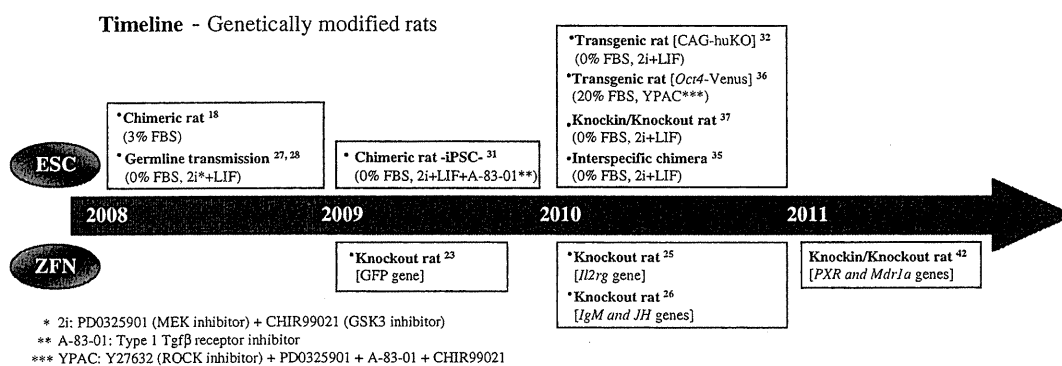 Timeline - Genetically modified rats
•Transgenic rat [CAG-huKO] 32
(0% FBS, 2i+LIF)
•Transgenic rat [Oct4-Venus] 36
(20% FBS, YPAC***)
•Knockin/Knockout rat 37
(0% FBS, 2i+LIF)
•Interspecific chimera 35
(0% FBS, 2i+LIF)
•Chimeric rat 18
(3% FBS)
•Germline transmission 27, 28
(0% FBS, 2i*+LIF)
• Chimeric rat -iPSC- 31
(0% FBS, 2i+LIF+A-83-01**)
ESC
2008
2009
2010
2011
ZFN
•Knockout rat 23
[GFP gene]
•Knockout rat 25
[Il2rg gene]
•Knockout rat 26
[IgM and JH genes]
Knockin/Knockout rat 42
[PXR and Mdr1a genes]
* 2i: PD0325901 (MEK inhibitor) + CHIR99021 (GSK3 inhibitor)
** A-83-01: Type 1 Tgfβ receptor inhibitor
*** YPAC: Y27632 (ROCK inhibitor) + PD0325901 + A-83-01 + CHIR99021